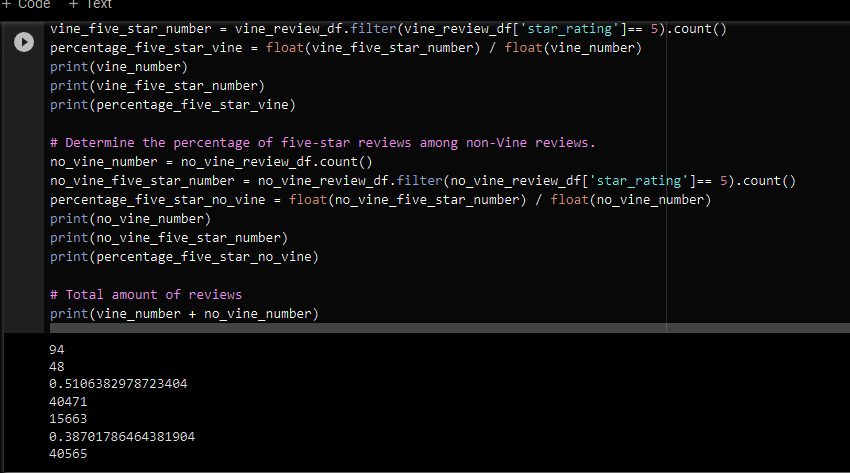 + Code + Text
vine_five_star_number = vine_review_df.filter(vine_review_df['star_rating']== 5).count()
percentage_five_star_vine = float(vine_five_star_number) / float(vine_number)
print(vine_number)
print(vine_five_star_number)
print(percentage_five_star_vine)
# Determine the percentage of five-star reviews among non-Vine reviews.
no_vine_number = no_vine_review_df.count()
no_vine_five_star_number = no_vine_review_df.filter(no_vine_review_df['star_rating']== 5).count()
percentage_five_star_no_vine = float(no_vine_five_star_number) / float(no_vine_number)
print(no_vine_number)
print(no_vine_five_star_number)
print(percentage_five_star_no_vine)
# Total amount of reviews
print(vine_number + no_vine_number)
94
48
0.5106382978723404
40471
15663
0.38701786464381904
40565